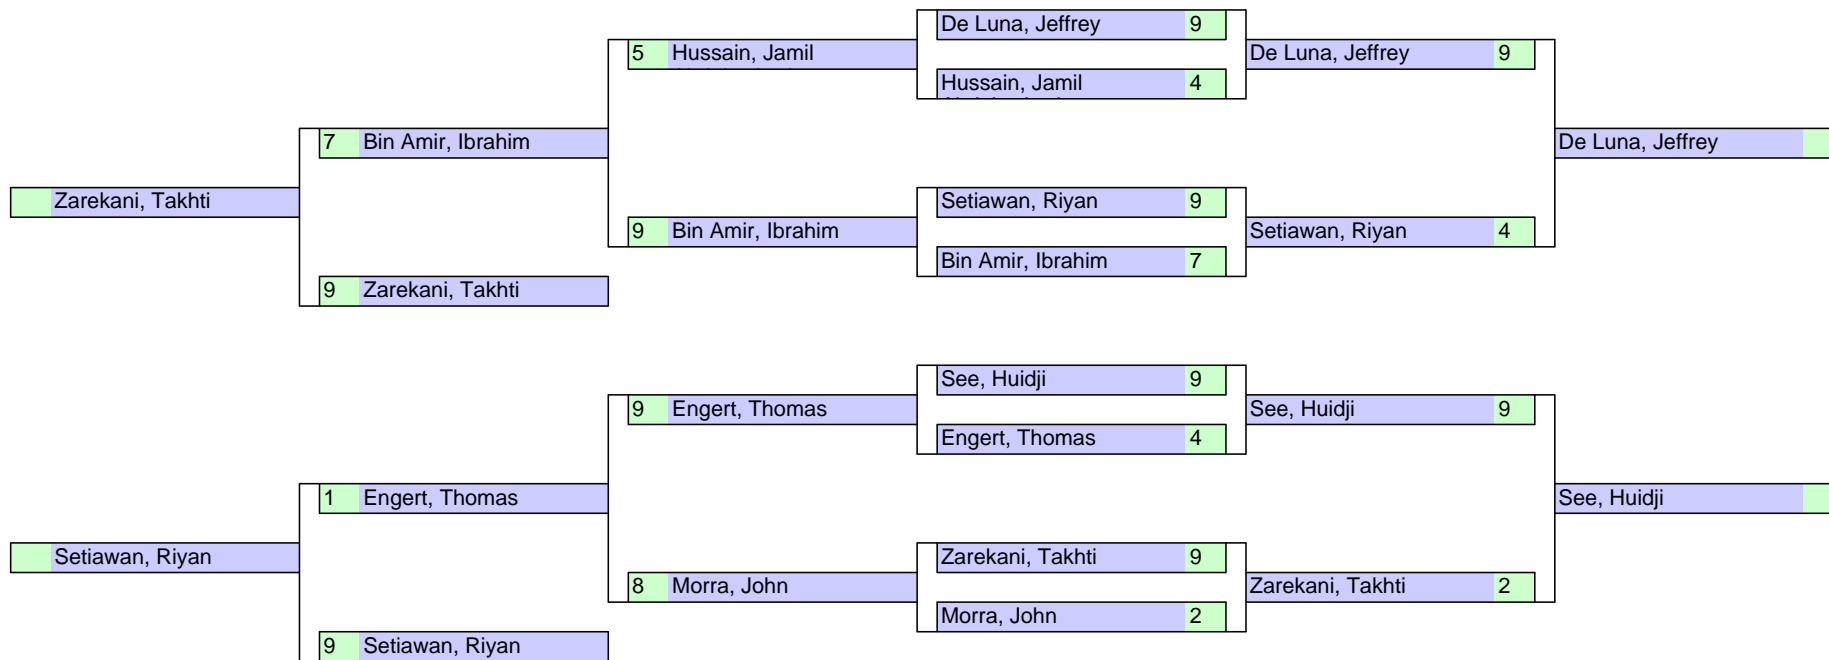 De Luna, Jeffrey 9
5 Hussain, Jamil
De Luna, Jeffrey 9
Hussain, Jamil 4
7 Bin Amir, Ibrahim
De Luna, Jeffrey
Zarekani, Takhti
Setiawan, Riyan 9
9 Bin Amir, Ibrahim
Setiawan, Riyan 4
Bin Amir, Ibrahim 7
9 Zarekani, Takhti
See, Huidji 9
9 Engert, Thomas
See, Huidji 9
Engert, Thomas 4
1 Engert, Thomas
See, Huidji
Setiawan, Riyan
Zarekani, Takhti 9
8 Morra, John
Zarekani, Takhti 2
Morra, John 2
9 Setiawan, Riyan